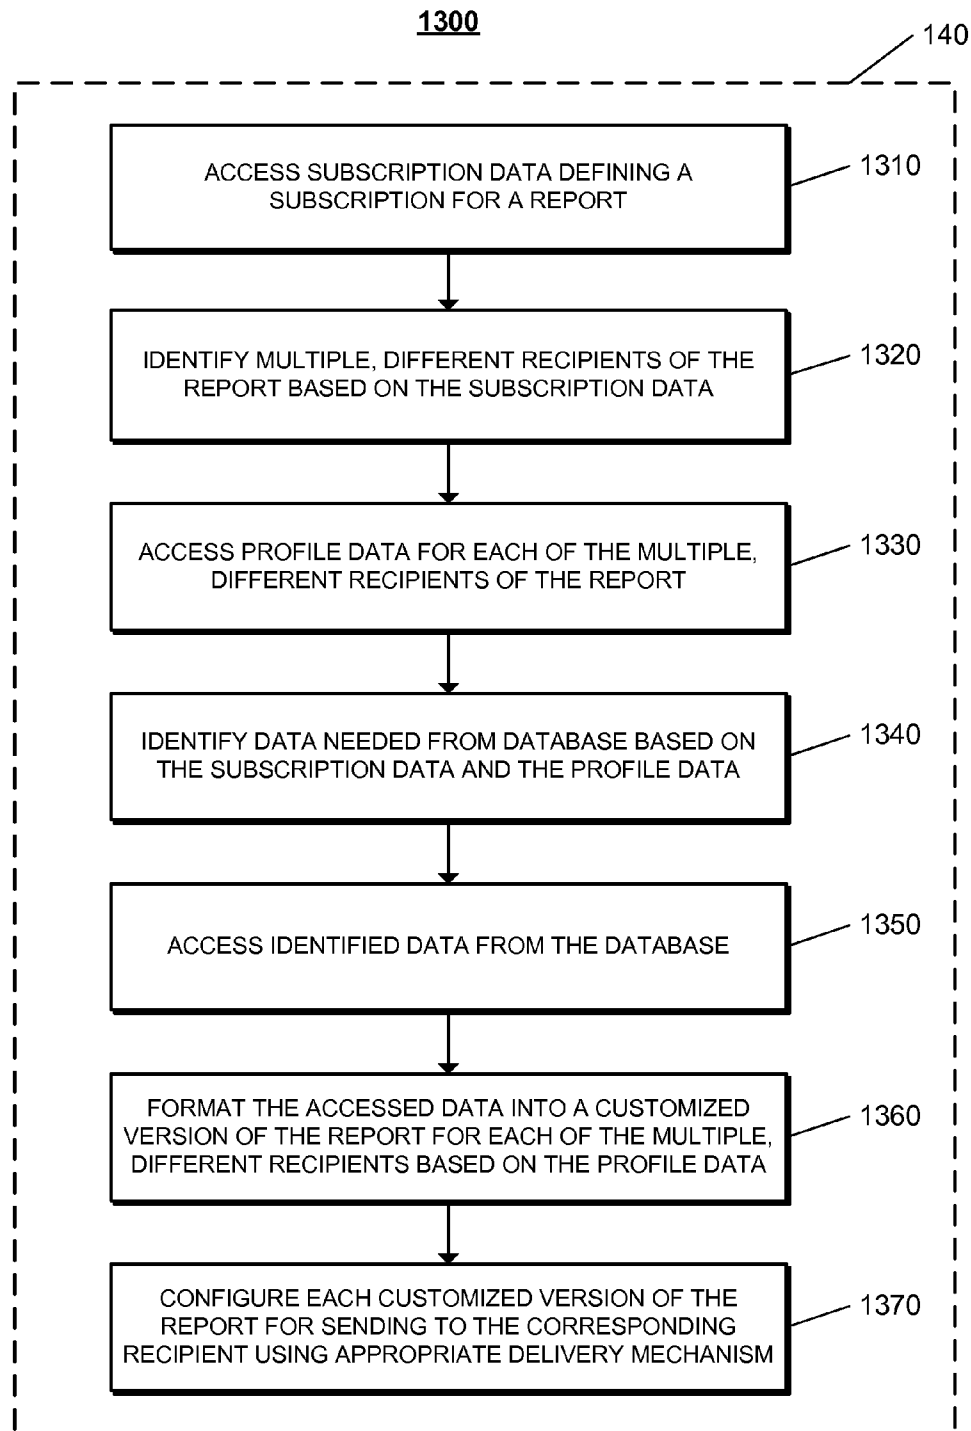 1300
140
ACCESS SUBSCRIPTION DATA DEFINING A
SUBSCRIPTION FOR A REPORT
1310
IDENTIFY MULTIPLE, DIFFERENT RECIPIENTS OF THE
REPORT BASED ON THE SUBSCRIPTION DATA
1320
ACCESS PROFILE DATA FOR EACH OF THE MULTIPLE,
DIFFERENT RECIPIENTS OF THE REPORT
1330
IDENTIFY DATA NEEDED FROM DATABASE BASED ON
THE SUBSCRIPTION DATA AND THE PROFILE DATA
1340
ACCESS IDENTIFIED DATA FROM THE DATABASE
1350
FORMAT THE ACCESSED DATA INTO A CUSTOMIZED
VERSION OF THE REPORT FOR EACH OF THE MULTIPLE,
DIFFERENT RECIPIENTS BASED ON THE PROFILE DATA
1360
CONFIGURE EACH CUSTOMIZED VERSION OF THE
REPORT FOR SENDING TO THE CORRESPONDING
RECIPIENT USING APPROPRIATE DELIVERY MECHANISM
1370